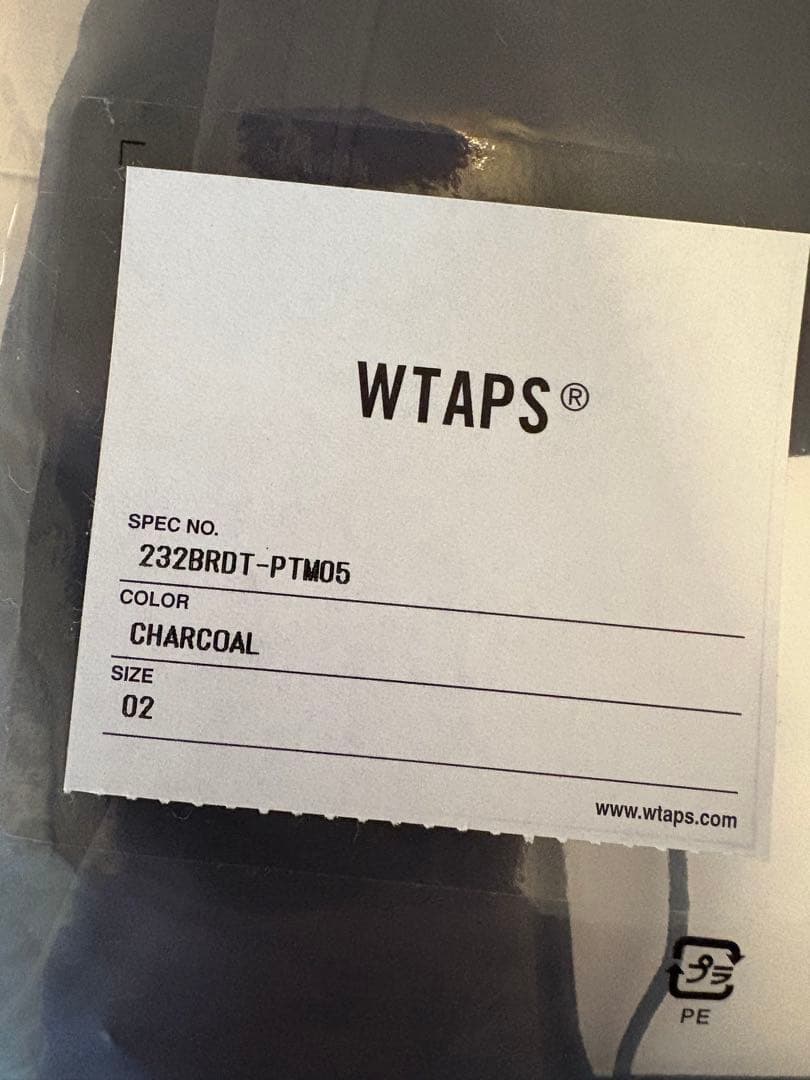 WTAPS®
SPEC NO.
232BRDT-PTM05
COLOR
CHARCOAL
SIZE
02
www.wtaps.com
プラ
PE